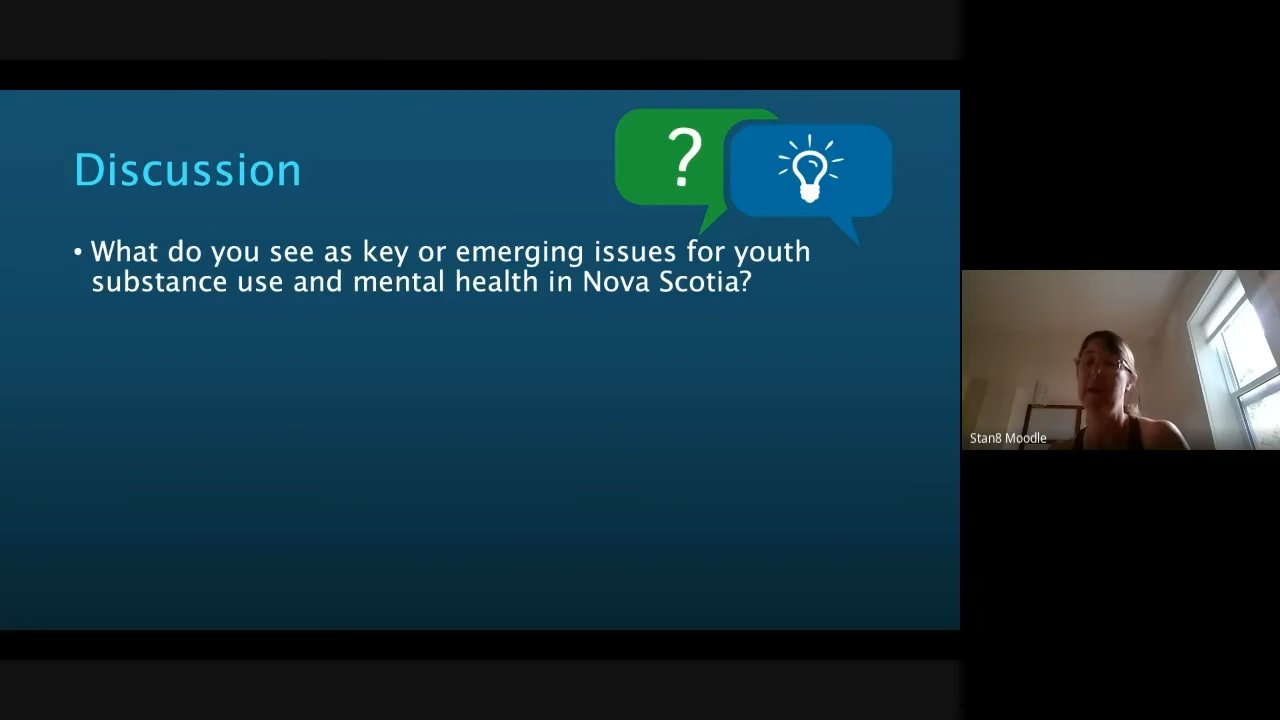 Discussion
?
• What do you see as key or emerging issues for youth
substance use and mental health in Nova Scotia?
Stan8 Moodle